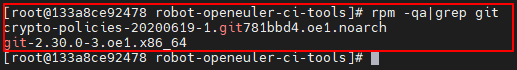 [root@133a8ce92478 robot-openeuler-ci-tools]# rpm -qa|grep git
crypto-policies-20200619-1.git781bbd4.oe1.noarch
git-2.30.0-3.oe1.x86_64
[root@133a8ce92478 robot-openeuler-ci-tools]#